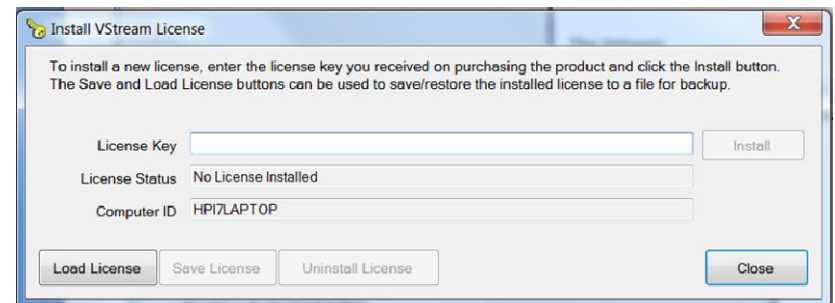 Install VStream License
To install a new license, enter the license key you received on purchasing the product and click the Install button.
The Save and Load License buttons can be used to save/restore the installed license to a file for backup.
License Key
Install
License Status No License Installed
Computer ID HPI7LAPTOP
Load License Save License Uninstall License Close